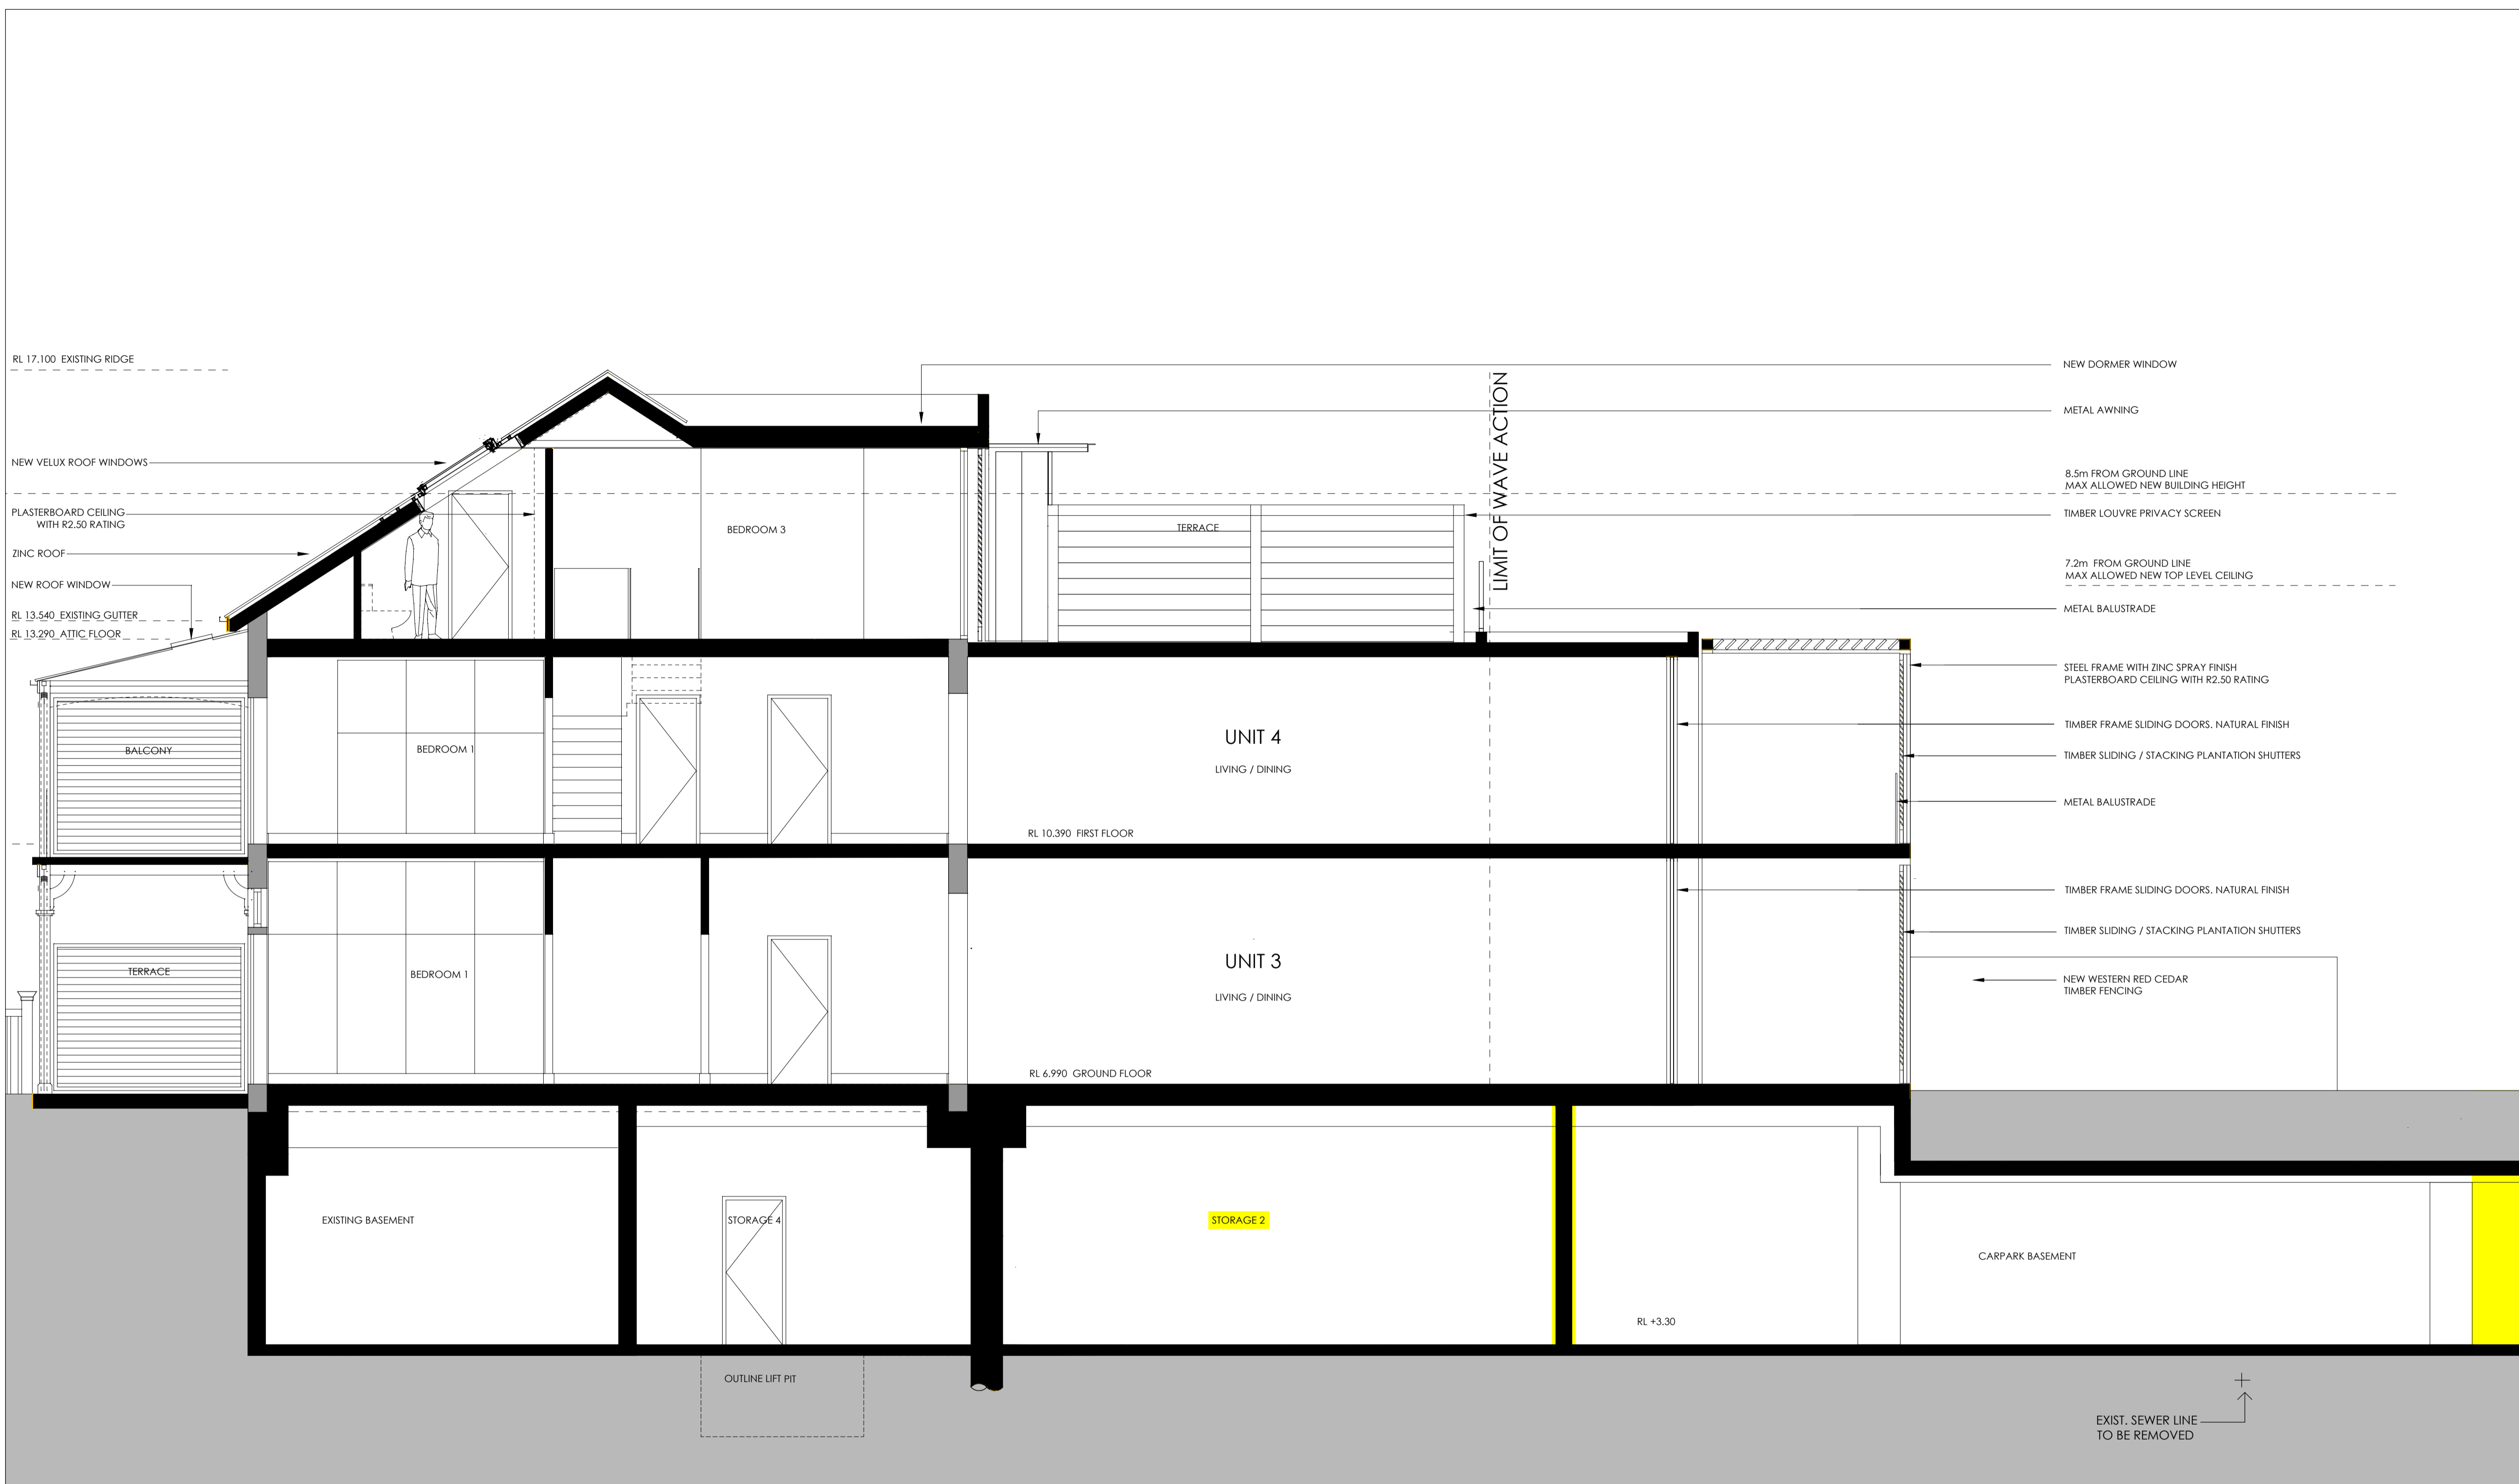 RL 17.100  EXISTING RIDGE
NEW DORMER WINDOW
METAL AWNING
LIMIT OF WAVE ACTION
NEW VELUX ROOF WINDOWS
8.5m FROM GROUND LINE
MAX ALLOWED NEW BUILDING HEIGHT
PLASTERBOARD CEILING
WITH R2.50 RATING
TIMBER LOUVRE PRIVACY SCREEN
BEDROOM 3
TERRACE
ZINC ROOF
7.2m  FROM GROUND LINE
MAX ALLOWED NEW TOP LEVEL CEILING
NEW ROOF WINDOW
METAL BALUSTRADE
RL 13.540  EXISTING GUTTER
RL 13.290  ATTIC FLOOR
STEEL FRAME WITH ZINC SPRAY FINISH
PLASTERBOARD CEILING WITH R2.50 RATING
TIMBER FRAME SLIDING DOORS. NATURAL FINISH
UNIT 4
BALCONY
BEDROOM 1
TIMBER SLIDING / STACKING PLANTATION SHUTTERS
LIVING / DINING
METAL BALUSTRADE
RL 10.390  FIRST FLOOR
TIMBER FRAME SLIDING DOORS. NATURAL FINISH
TIMBER SLIDING / STACKING PLANTATION SHUTTERS
UNIT 3
TERRACE
BEDROOM 1
NEW WESTERN RED CEDAR
TIMBER FENCING
LIVING / DINING
RL 6.990  GROUND FLOOR
EXISTING BASEMENT
STORAGE 4
STORAGE 2
CARPARK BASEMENT
RL +3.30
OUTLINE LIFT PIT
EXIST. SEWER LINE
TO BE REMOVED